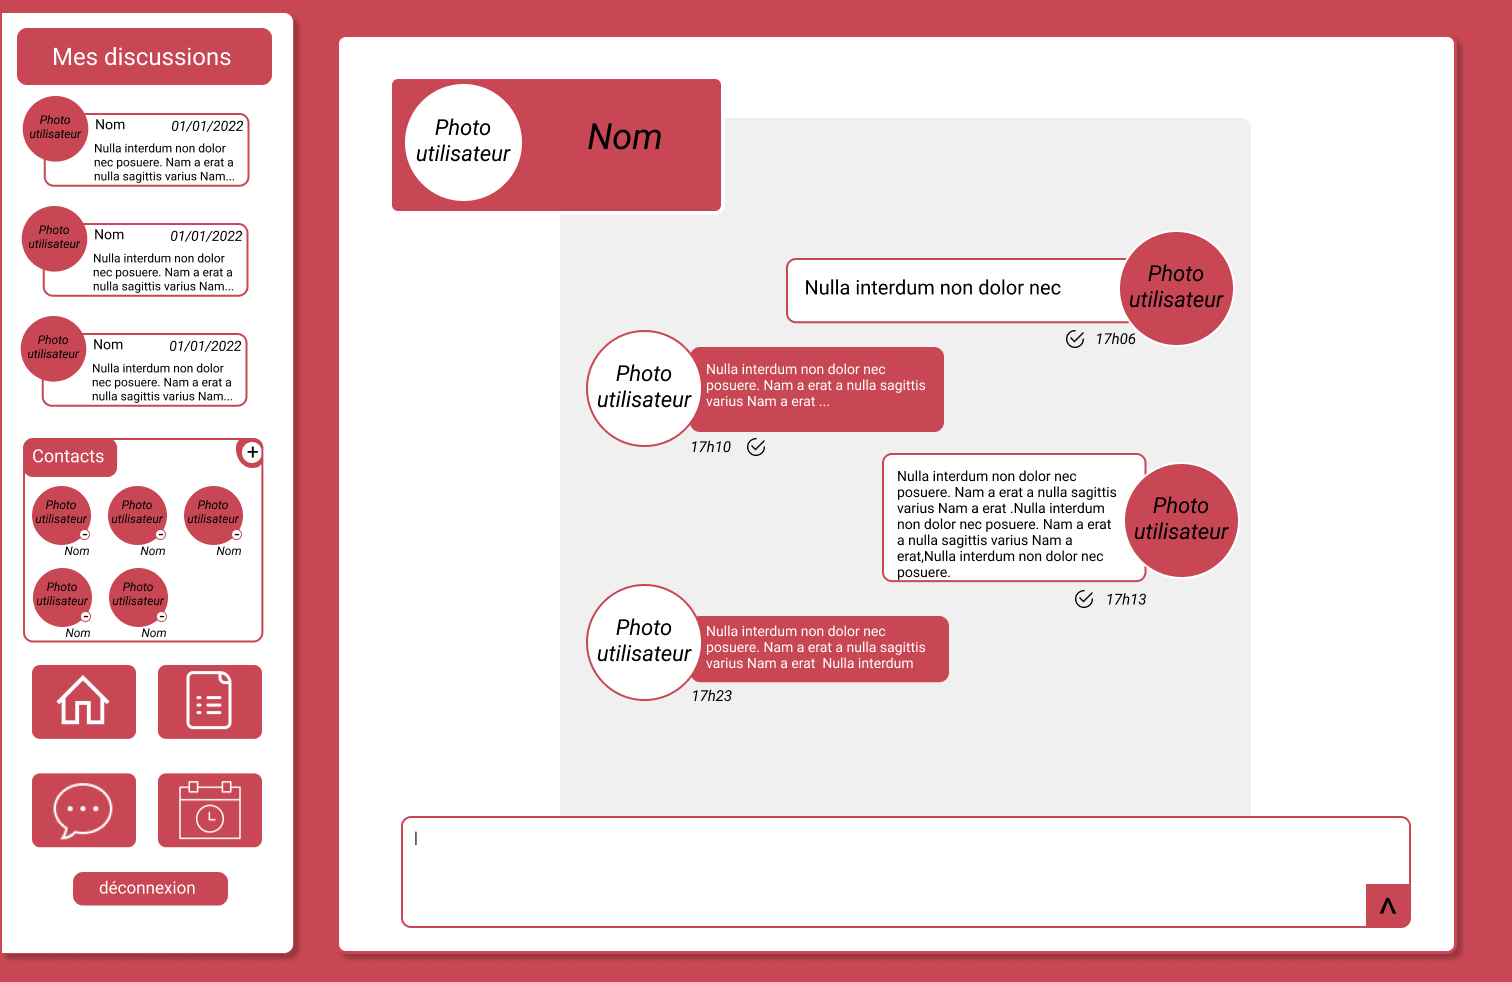 Mes discussions
Photo
utilisateur
Nom 01/01/2022
Nulla interdum non dolor
nec posuere. Nam a erat a
nulla sagittis varius Nam...
Photo
utilisateur
Nom 01/01/2022
Nulla interdum non dolor
nec posuere. Nam a erat a
nulla sagittis varius Nam...
Photo
utilisateur
Nom 01/01/2022
Nulla interdum non dolor
nec posuere. Nam a erat a
nulla sagittis varius Nam...
Contacts +
Photo
utilisateur
Nom
Photo
utilisateur
Nom
Photo
utilisateur
Nom
Photo
utilisateur
Nom
Photo
utilisateur
Nom
déconnexion
Photo
utilisateur
Nom
Nulla interdum non dolor nec
Photo
utilisateur
17h06
Photo
utilisateur
Nulla interdum non dolor nec
posuere. Nam a erat a nulla sagittis
varius Nam a erat ...
17h10
Nulla interdum non dolor nec
posuere. Nam a erat a nulla sagittis
varius Nam a erat .Nulla interdum
non dolor nec posuere. Nam a erat
a nulla sagittis varius Nam a
erat,Nulla interdum non dolor nec
posuere.
Photo
utilisateur
17h13
Photo
utilisateur
Nulla interdum non dolor nec
posuere. Nam a erat a nulla sagittis
varius Nam a erat  Nulla interdum
17h23